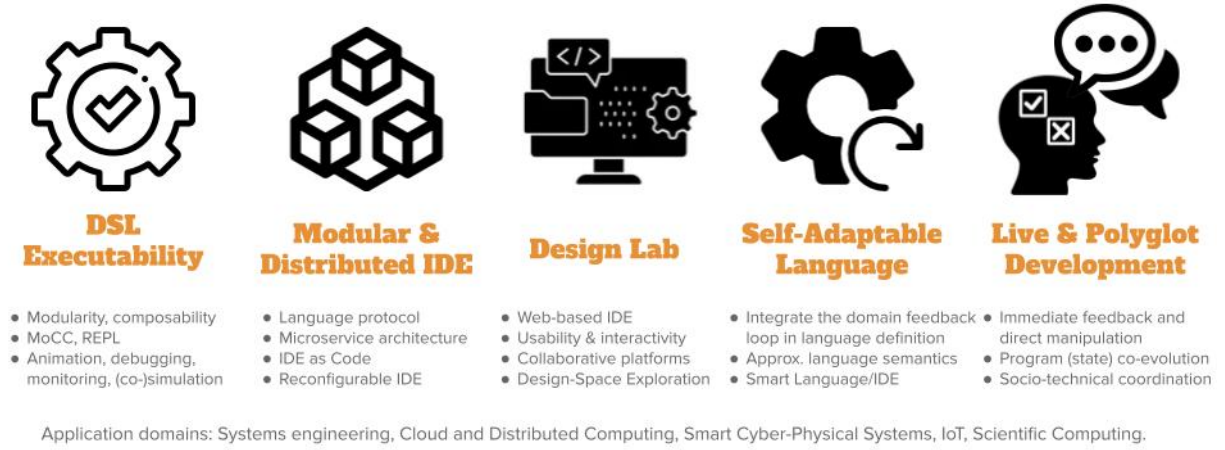 DSL
Executability
● Modularity, composability
● MoCC, REPL
● Animation, debugging,
monitoring, (co-)simulation
Modular &
Distributed IDE
● Language protocol
● Microservice architecture
● IDE as Code
● Reconfigurable IDE
</>
Design Lab
● Web-based IDE
● Usability & interactivity
● Collaborative platforms
● Design-Space Exploration
Self-Adaptable
Language
● Integrate the domain feedback
loop in language definition
● Approx. language semantics
● Smart Language/IDE
Live & Polyglot
Development
● Immediate feedback and
direct manipulation
● Program (state) co-evolution
● Socio-technical coordination
Application domains: Systems engineering, Cloud and Distributed Computing, Smart Cyber-Physical Systems, IoT, Scientific Computing.